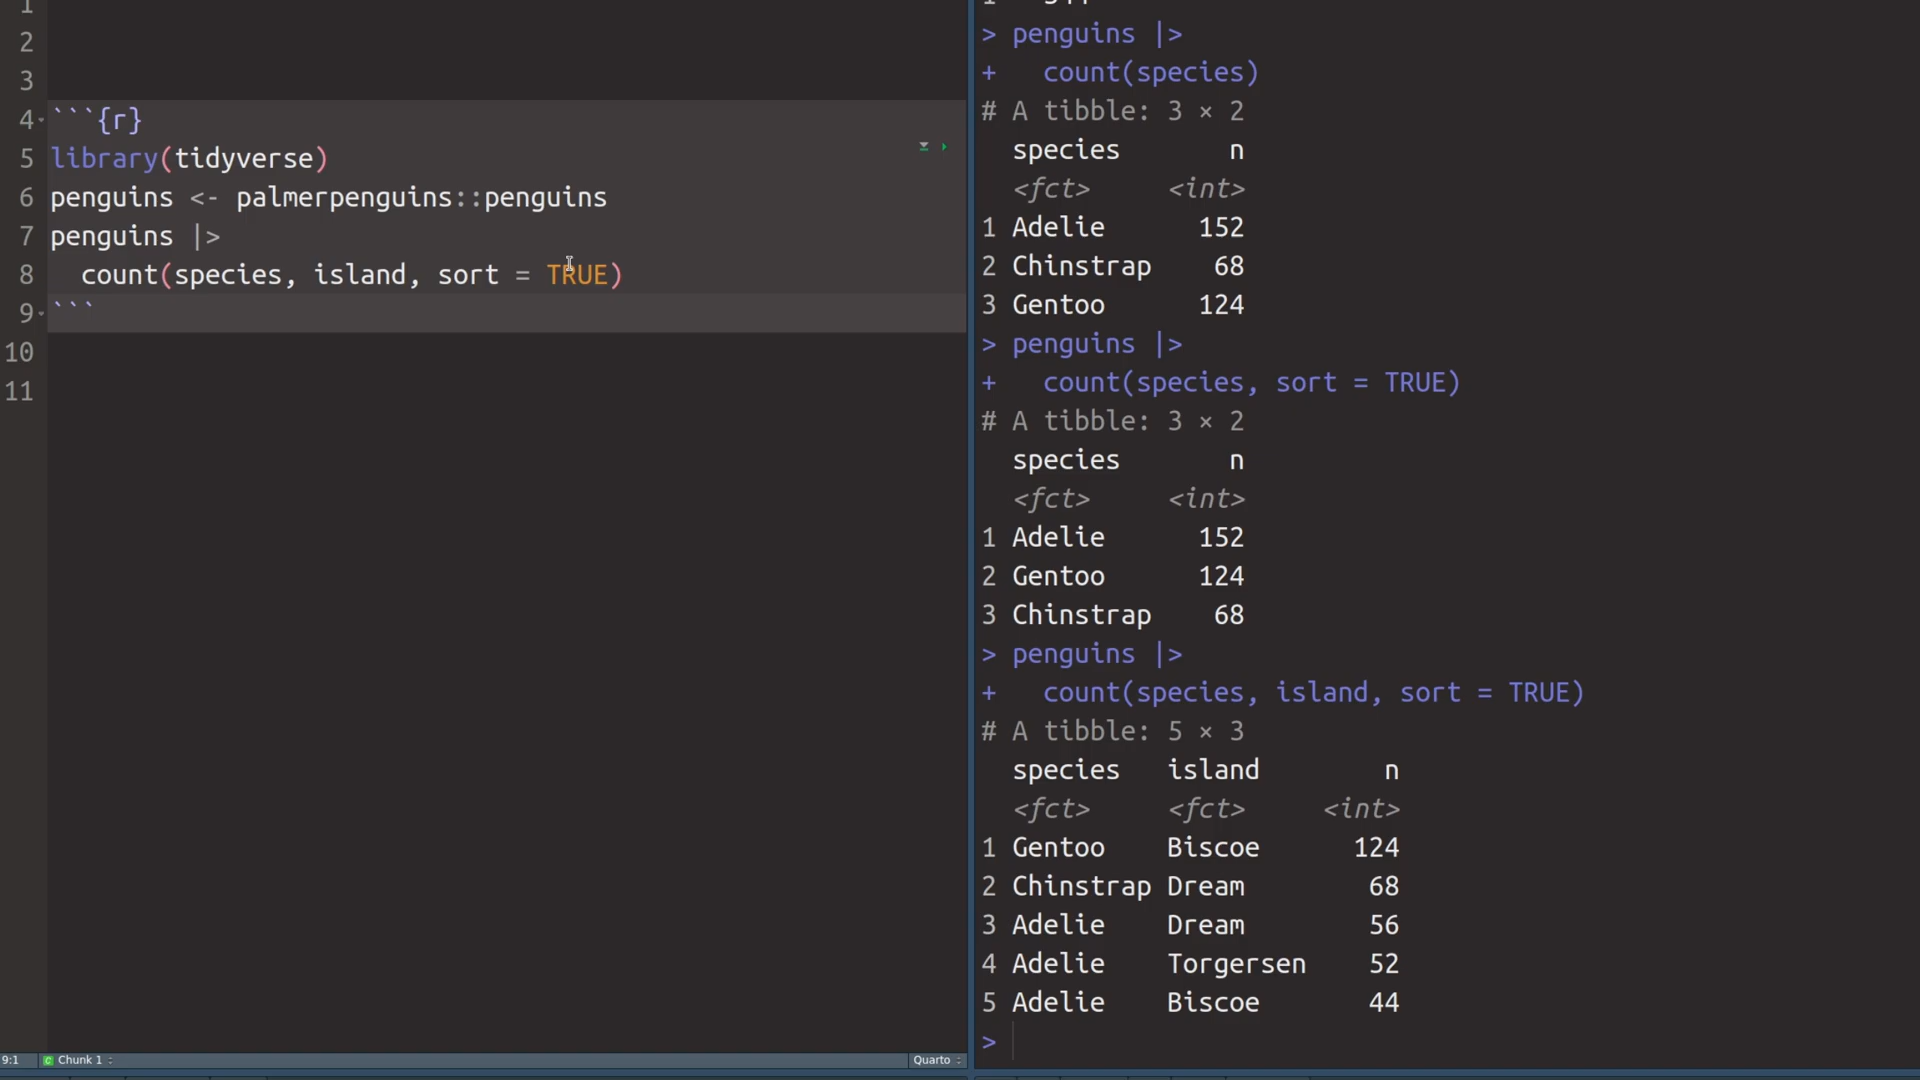 1
2
3
4 ```{r}
5 library(tidyverse)
6 penguins <- palmerpenguins::penguins
7 penguins |>
8   count(species, island, sort = TRUE)
9 ```
10
11
9:1 Chunk 1 Quarto
> penguins |>
+   count(species)
# A tibble: 3 × 2
  species       n
  <fct>     <int>
1 Adelie      152
2 Chinstrap    68
3 Gentoo      124
> penguins |>
+   count(species, sort = TRUE)
# A tibble: 3 × 2
  species       n
  <fct>     <int>
1 Adelie      152
2 Gentoo      124
3 Chinstrap    68
> penguins |>
+   count(species, island, sort = TRUE)
# A tibble: 5 × 3
  species   island        n
  <fct>     <fct>     <int>
1 Gentoo    Biscoe      124
2 Chinstrap Dream        68
3 Adelie    Dream        56
4 Adelie    Torgersen    52
5 Adelie    Biscoe       44
>